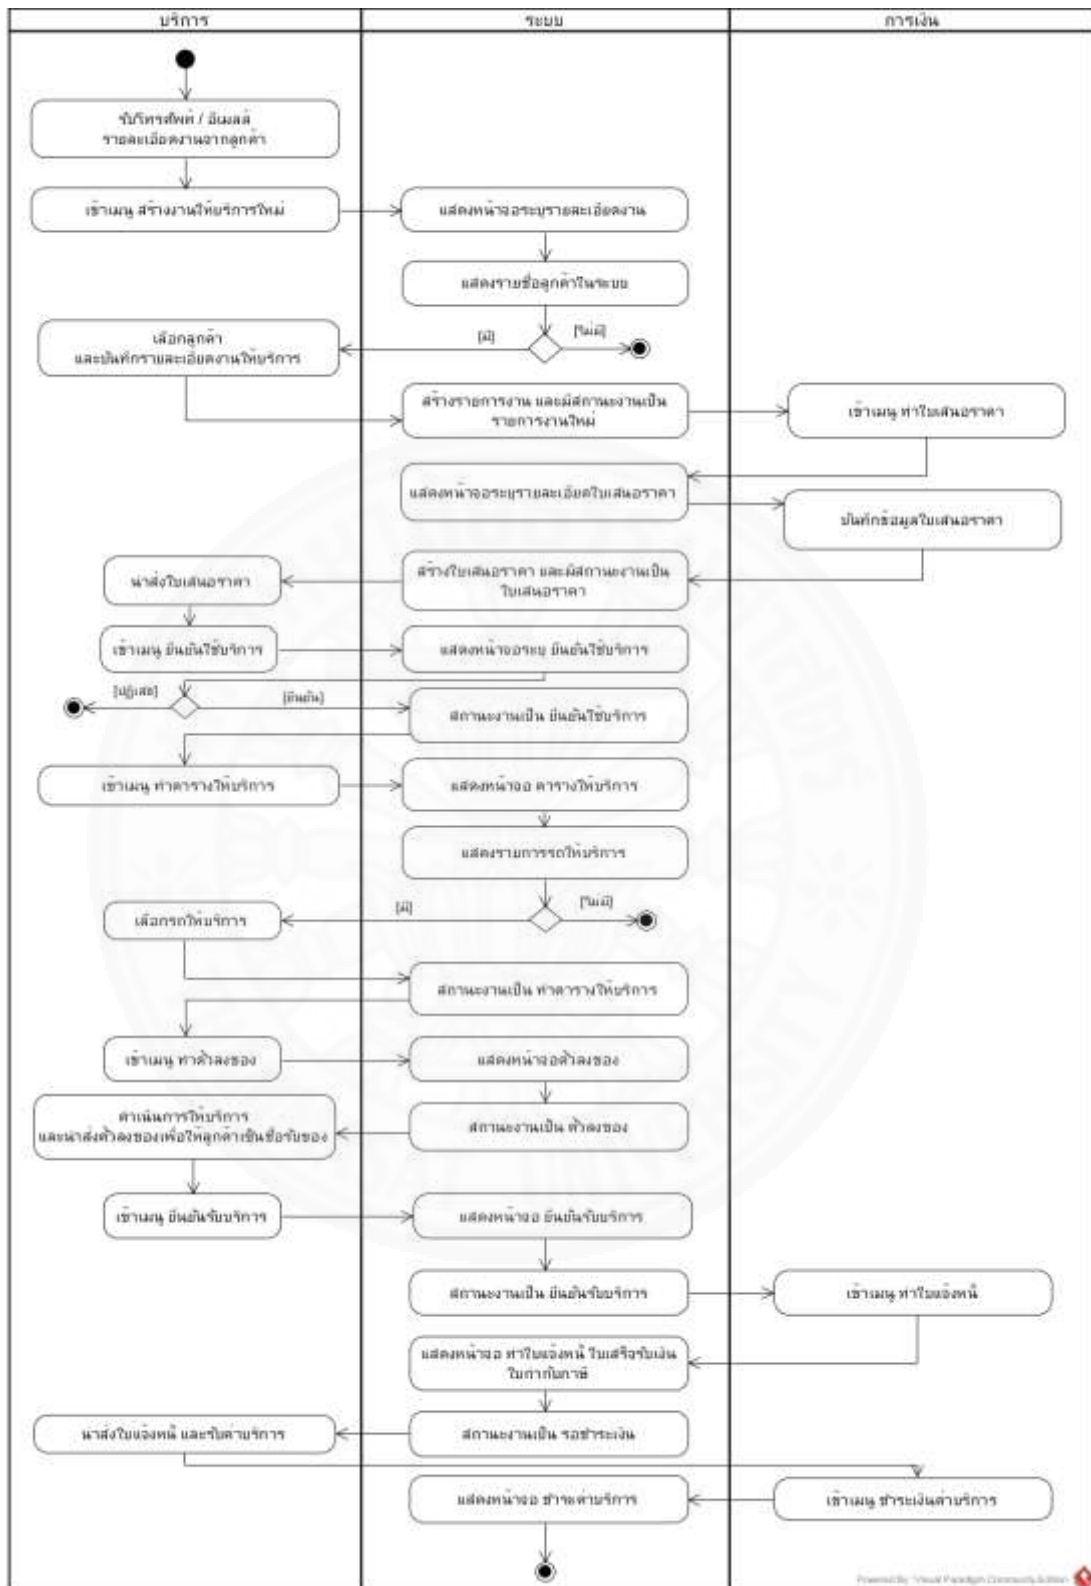 บริการ
ระบบ
การเงิน
รับโทรศัพท์ / อีเมลล์
รายละเอียดงานจากลูกค้า
เข้าเมนู สร้างงานให้บริการใหม่
แสดงหน้าจอระบุรายละเอียดงาน
แสดงรายชื่อลูกค้าในระบบ
[มี]
[ไม่มี]
เลือกลูกค้า
และบันทึกรายละเอียดงานให้บริการ
สร้างรายการงาน และมีสถานะงานเป็น
รายการงานใหม่
เข้าเมนู ทำใบเสนอราคา
แสดงหน้าจอระบุรายละเอียดใบเสนอราคา
บันทึกข้อมูลใบเสนอราคา
สร้างใบเสนอราคา และมีสถานะงานเป็น
ใบเสนอราคา
นำส่งใบเสนอราคา
เข้าเมนู ยืนยันใช้บริการ
แสดงหน้าจอระบุ ยืนยันใช้บริการ
[ปฏิเสธ]
[ยืนยัน]
สถานะงานเป็น ยืนยันใช้บริการ
เข้าเมนู ทำตารางให้บริการ
แสดงหน้าจอ ตารางให้บริการ
แสดงรายการรถให้บริการ
[มี]
[ไม่มี]
เลือกรถให้บริการ
สถานะงานเป็น ทำตารางให้บริการ
เข้าเมนู ทำตั๋วลงของ
แสดงหน้าจอตั๋วลงของ
ดำเนินการให้บริการ
และนำส่งตั๋วลงของเพื่อให้ลูกค้าเซ็นชื่อรับของ
สถานะงานเป็น ตั๋วลงของ
เข้าเมนู ยืนยันรับบริการ
แสดงหน้าจอ ยืนยันรับบริการ
สถานะงานเป็น ยืนยันรับบริการ
เข้าเมนู ทำใบแจ้งหนี้
แสดงหน้าจอ ทำใบแจ้งหนี้ ใบเสร็จรับเงิน
ใบกำกับภาษี
นำส่งใบแจ้งหนี้ และรับค่าบริการ
สถานะงานเป็น รอชำระเงิน
แสดงหน้าจอ ชำระค่าบริการ
เข้าเมนู ชำระเงินค่าบริการ
Powered By Visual Paradigm Community Edition